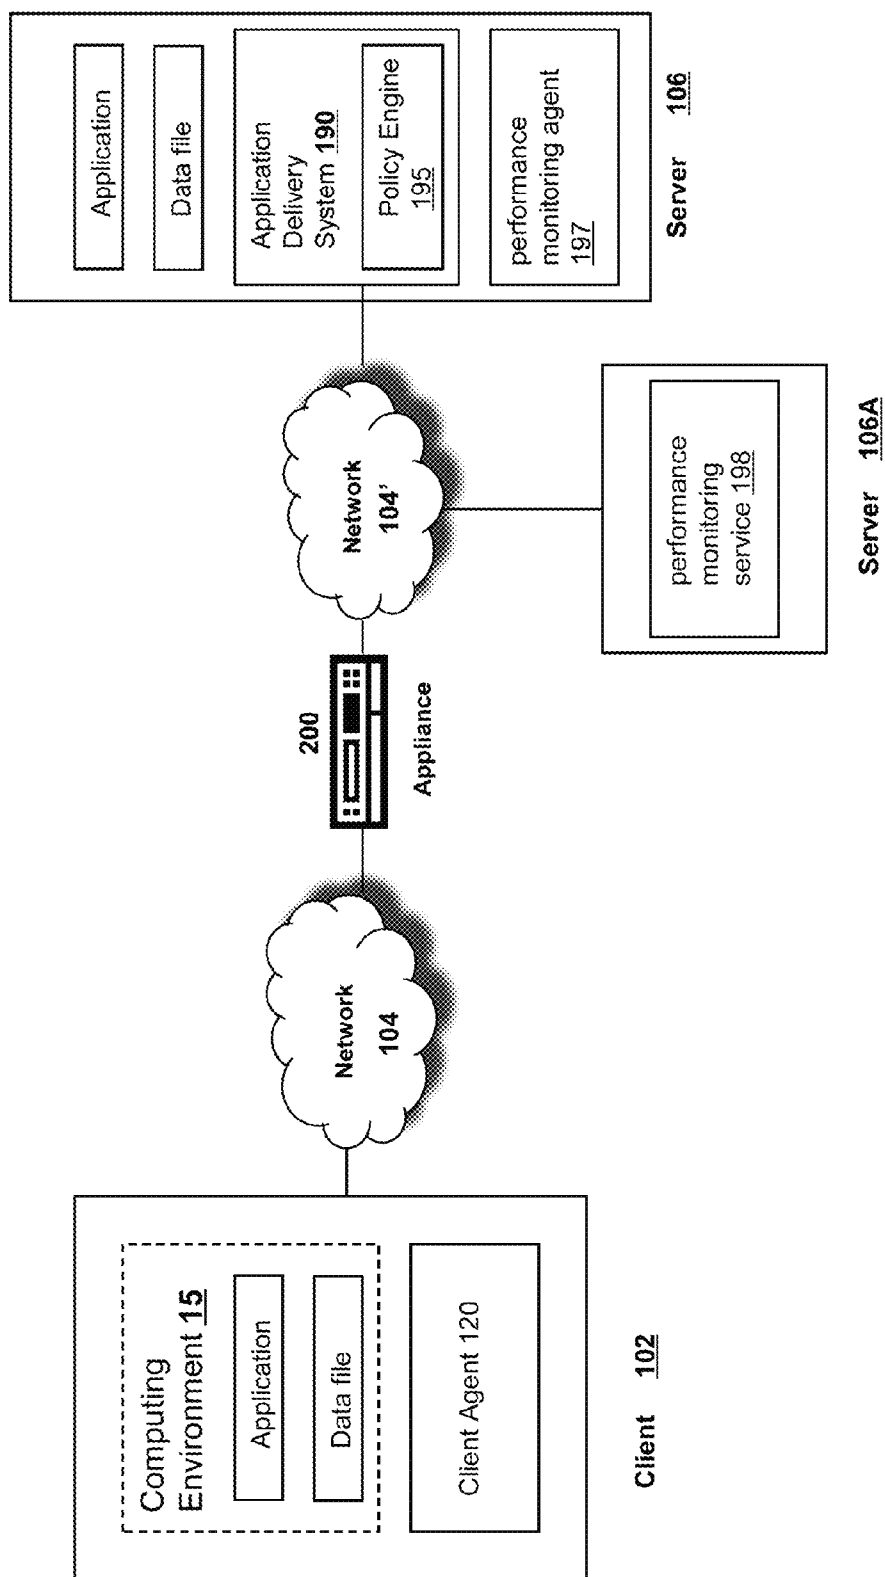 Computing
Environment 15
Application
Data file
Client Agent 120
Client 102
Network
104
200
Appliance
Network
104'
Application
Data file
Application
Delivery
System 190
Policy Engine
195
performance
monitoring agent
197
Server 106
performance
monitoring
service 198
Server 106A